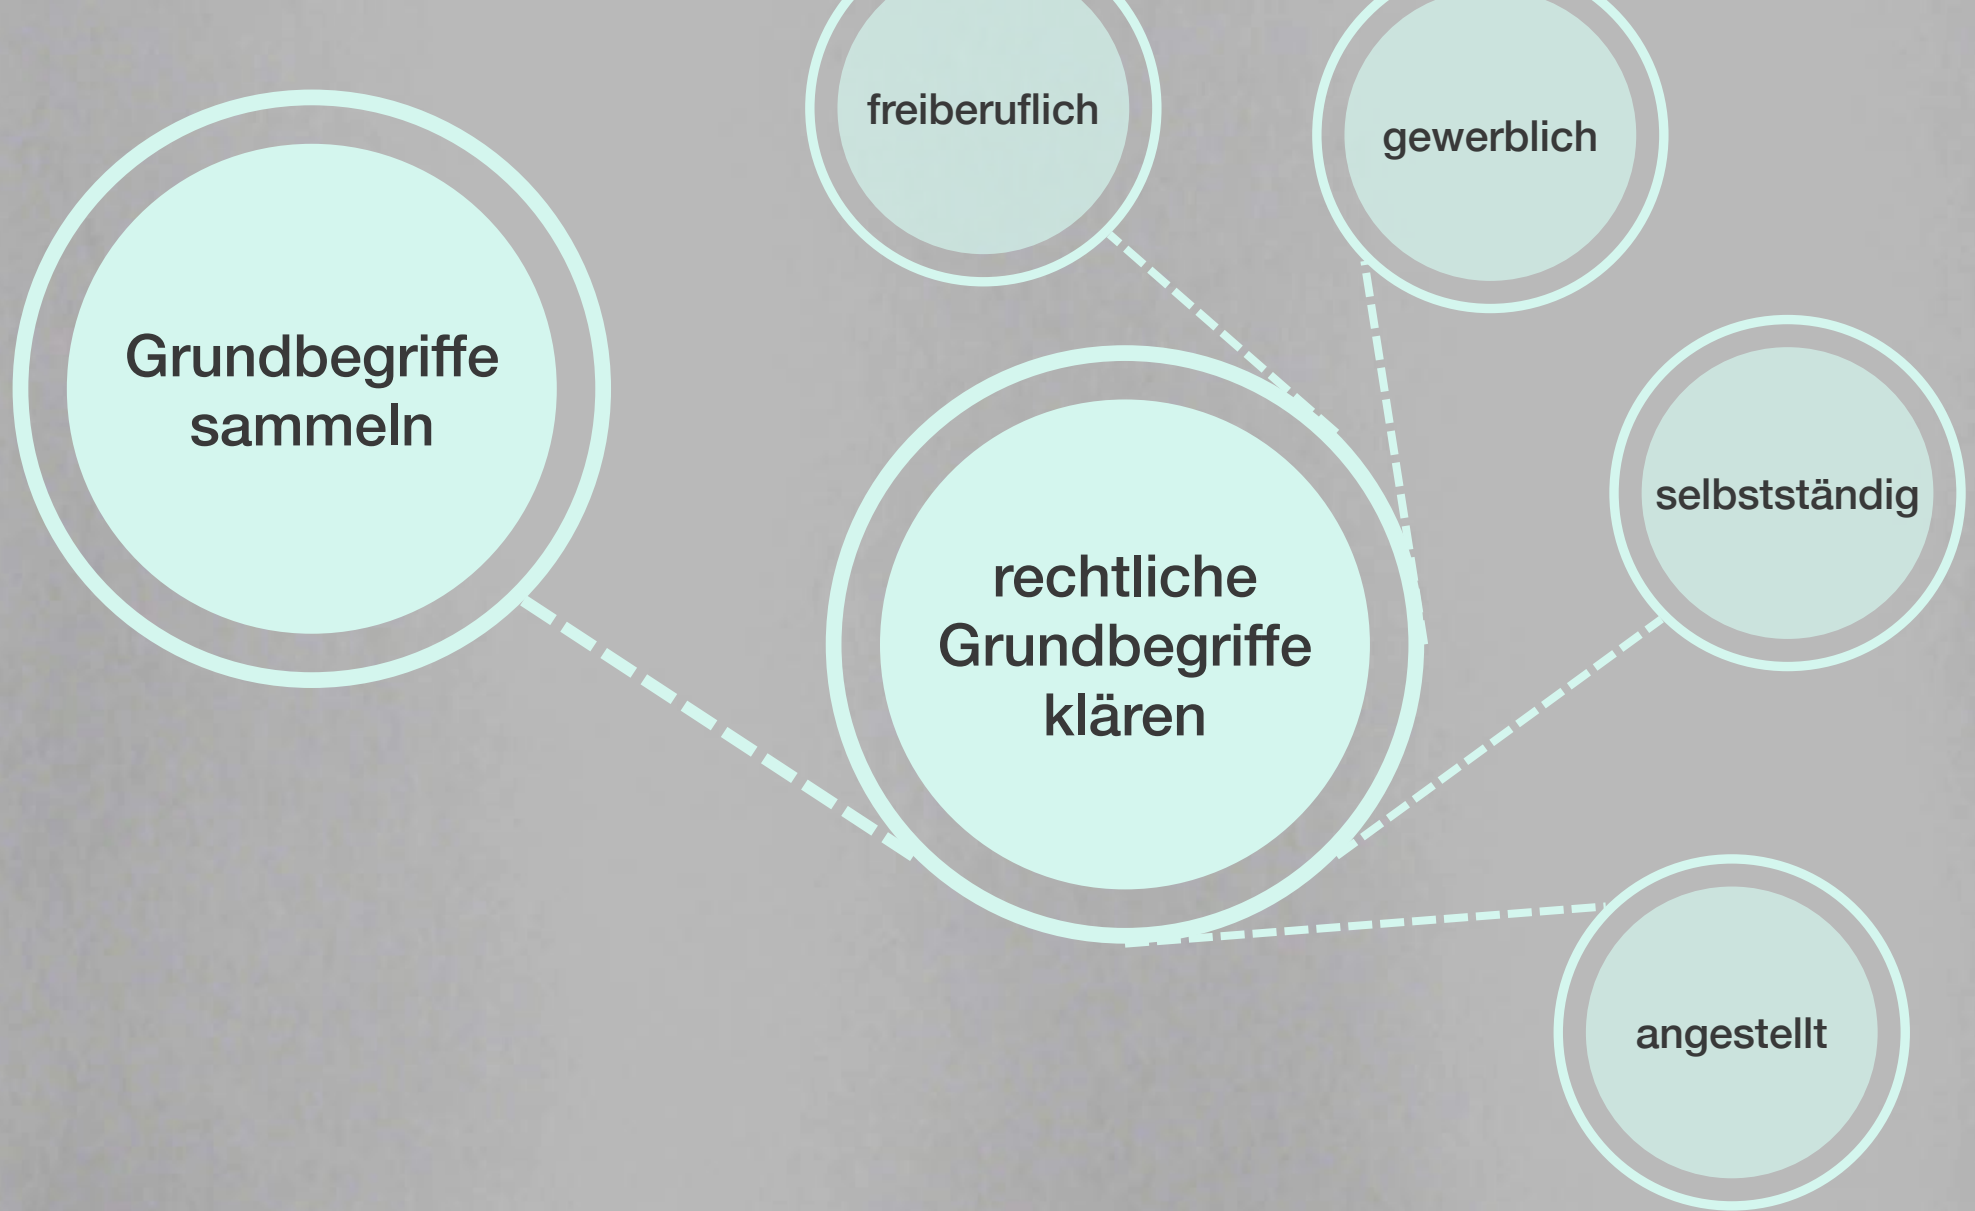 freiberuflich
gewerblich
Grundbegriffe
sammeln
selbstständig
rechtliche
Grundbegriffe
klären
angestellt